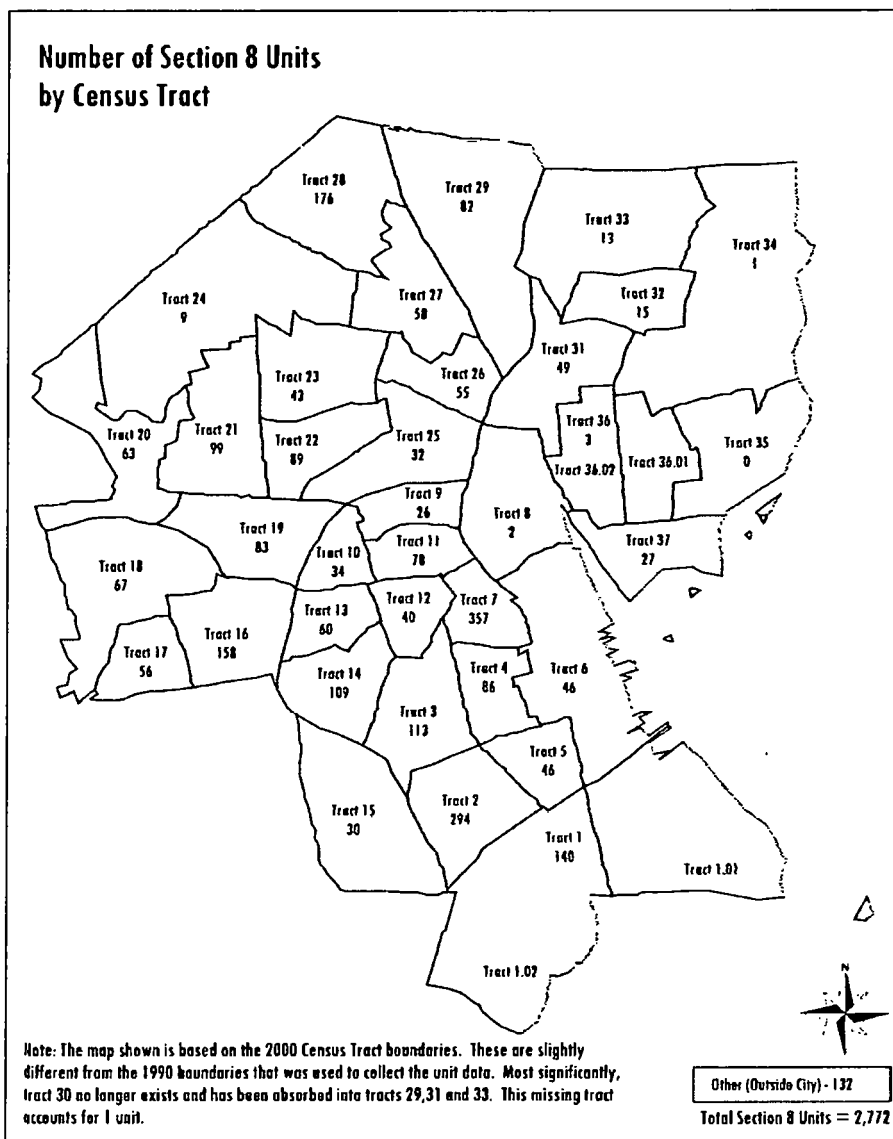 Number of Section 8 Units
by Census Tract
Tract 28
176
Tract 29
82
Tract 33
13
Tract 34
1
Tract 24
9
Tract 27
58
Tract 32
15
Tract 31
49
Tract 23
43
Tract 26
55
Tract 20
63
Tract 21
99
Tract 22
89
Tract 25
32
Tract 36
3
Tract 36.02
Tract 36.01
Tract 35
0
Tract 9
26
Tract 8
2
Tract 19
83
Tract 10
34
Tract 11
78
Tract 37
27
Tract 18
67
Tract 13
60
Tract 12
40
Tract 7
357
Tract 17
56
Tract 16
158
Tract 14
109
Tract 4
86
Tract 6
46
Tract 3
113
Tract 5
46
Tract 15
30
Tract 2
294
Tract 1
140
Tract 1.01
Tract 1.02
N
Note: The map shown is based on the 2000 Census Tract boundaries. These are slightly
different from the 1990 boundaries that was used to collect the unit data. Most significantly,
tract 30 no longer exists and has been absorbed into tracts 29,31 and 33. This missing tract
accounts for 1 unit.
Other (Outside City) - 132
Total Section 8 Units = 2,772